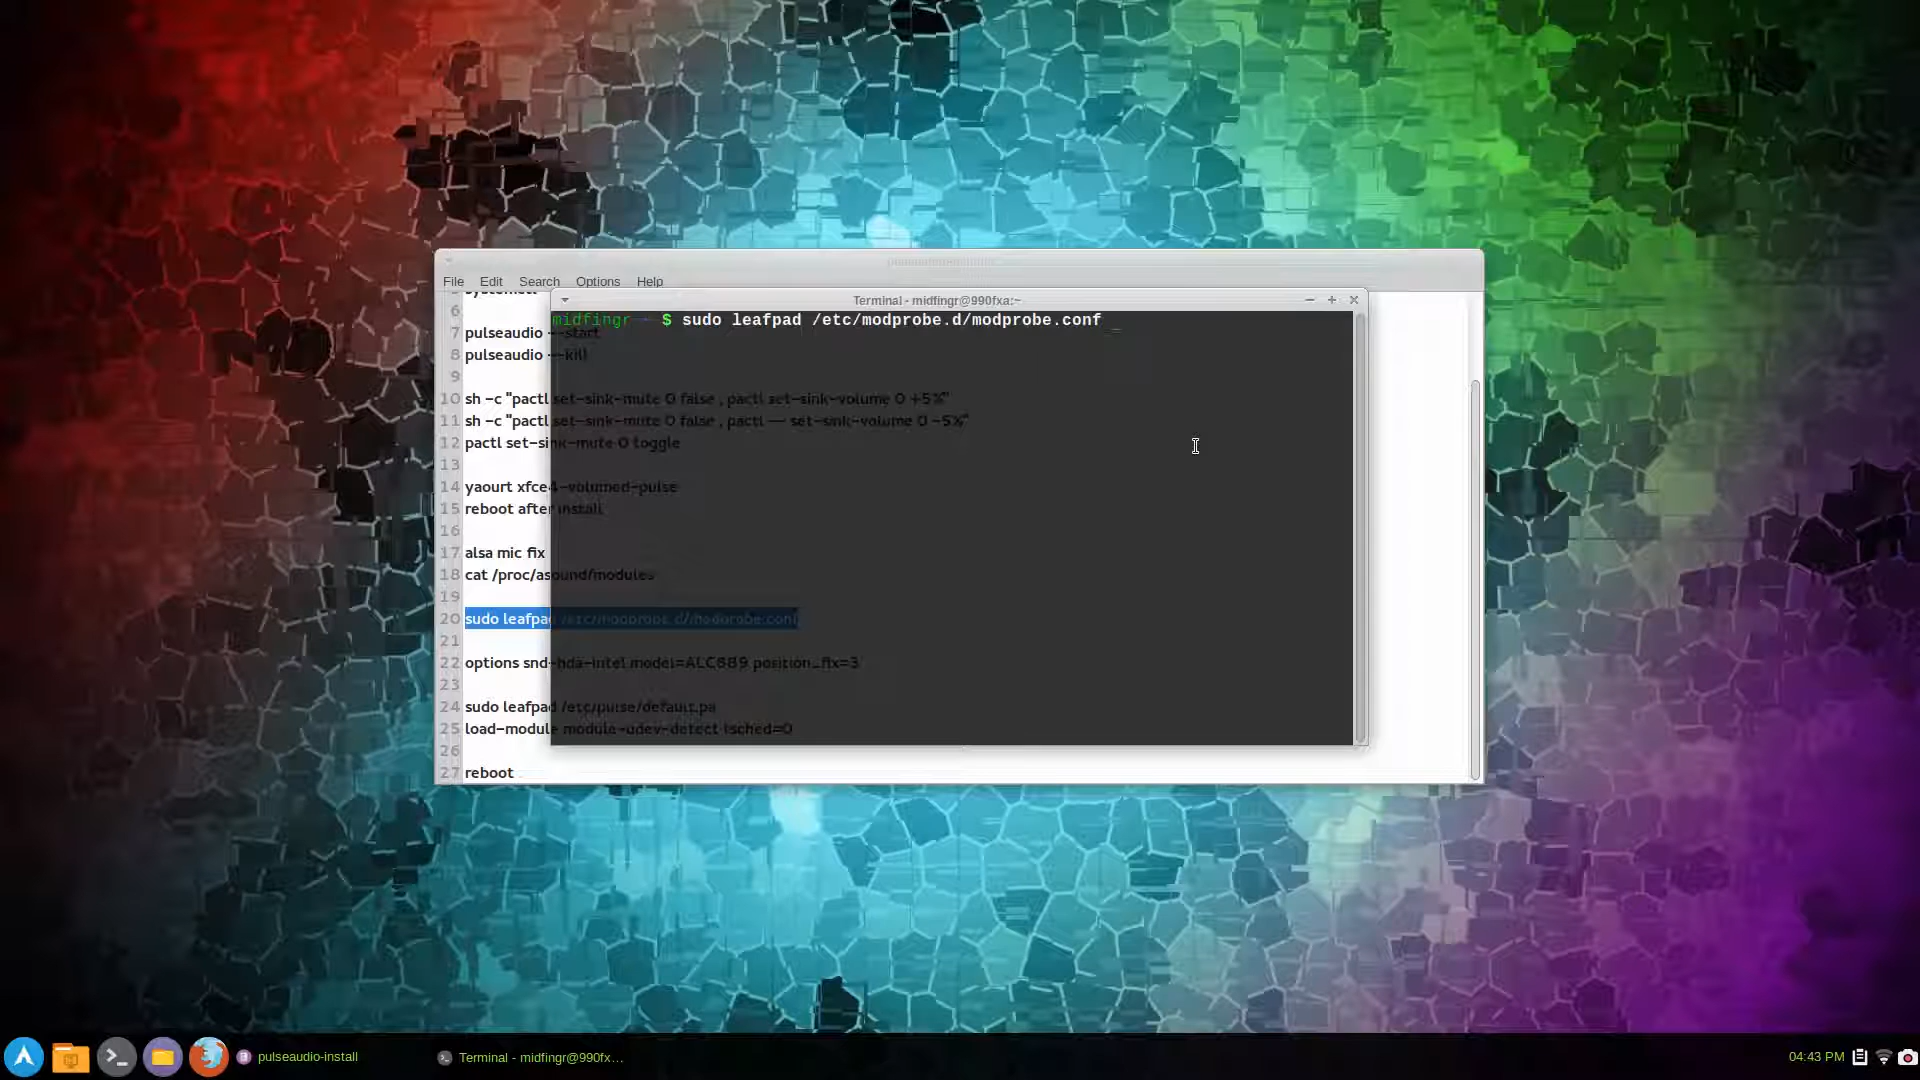 File Edit Search Options Help
Terminal - midfingr@990fxa:~
midfingr ~ $ sudo leafpad /etc/modprobe.d/modprobe.conf
6
7 pulseaudio --start
8 pulseaudio --kill
9
10 sh -c "pactl set-sink-mute 0 false , pactl set-sink-volume 0 +5%"
11 sh -c "pactl set-sink-mute 0 false , pactl -- set-sink-volume 0 -5%"
12 pactl set-sink-mute 0 toggle
13
14 yaourt xfce4-volumed-pulse
15 reboot after install
16
17 alsa mic fix
18 cat /proc/asound/modules
19
20 sudo leafpad /etc/modprobe.d/modprobe.conf
21
22 options snd-hda-intel model=ALC889 position_fix=3
23
24 sudo leafpad /etc/pulse/default.pa
25 load-module module-udev-detect tsched=0
26
27 reboot
pulseaudio-install
Terminal - midfingr@990fx...
04:43 PM